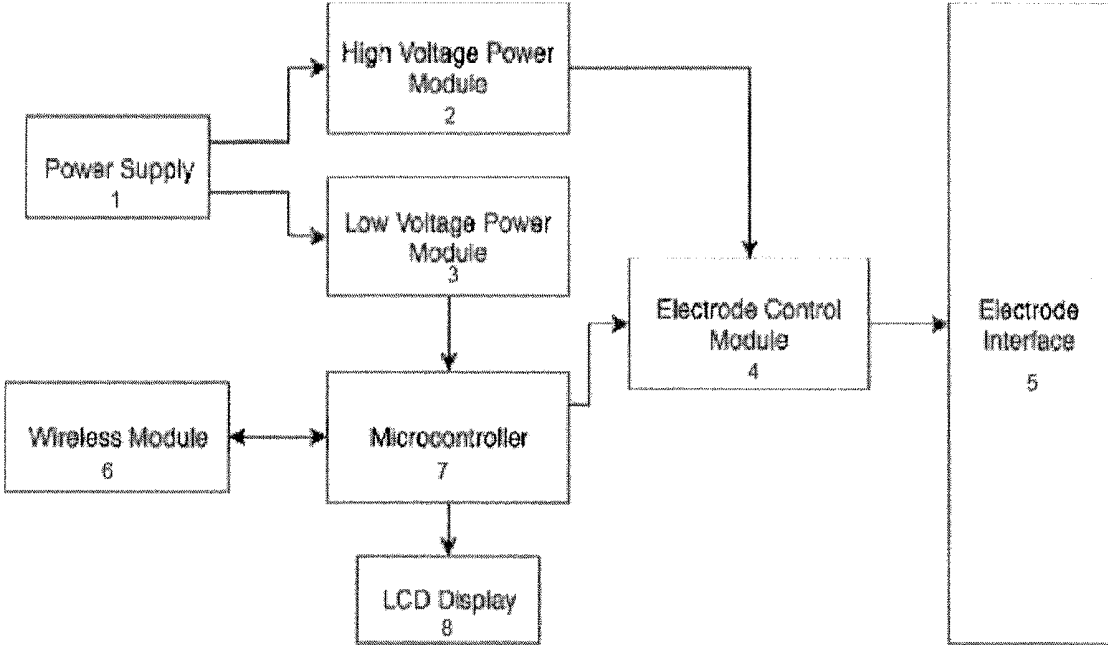 High Voltage Power
Module
2
Power Supply
1
Low Voltage Power
Module
3
Electrode Control
Module
4
Electrode
Interface
5
Wireless Module
6
Microcontroller
7
LCD Display
8